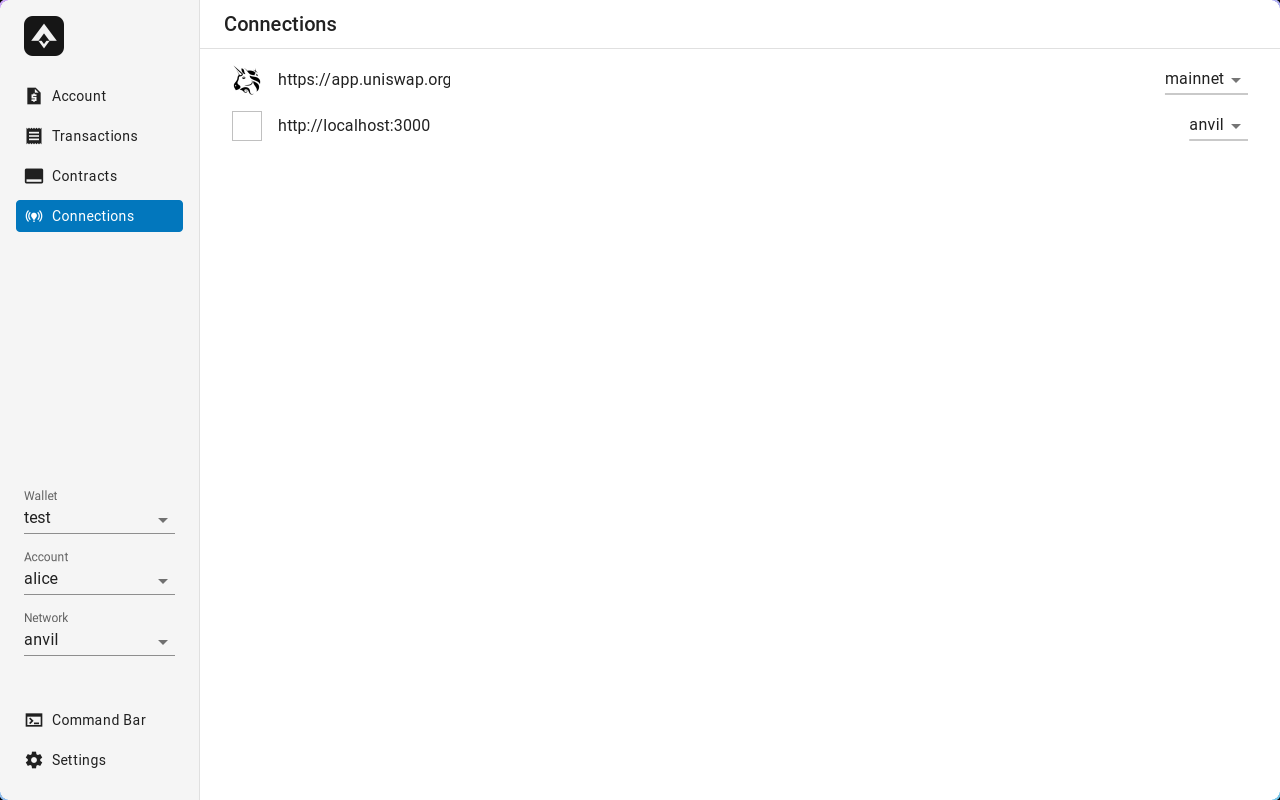 Connections
Account
Transactions
Contracts
Connections
https://app.uniswap.org
mainnet
http://localhost:3000
anvil
Wallet
test
Account
alice
Network
anvil
Command Bar
Settings